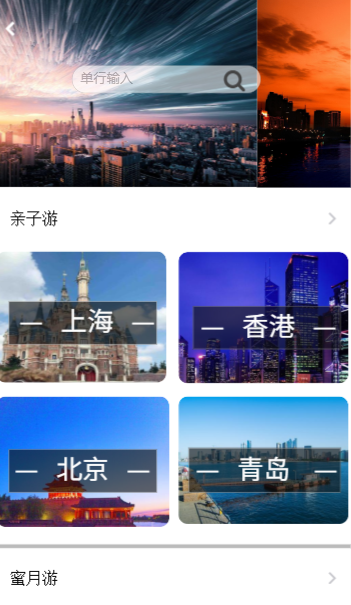 单行输入
亲子游
— 上海 —
— 香港 —
— 北京 —
— 青岛 —
蜜月游